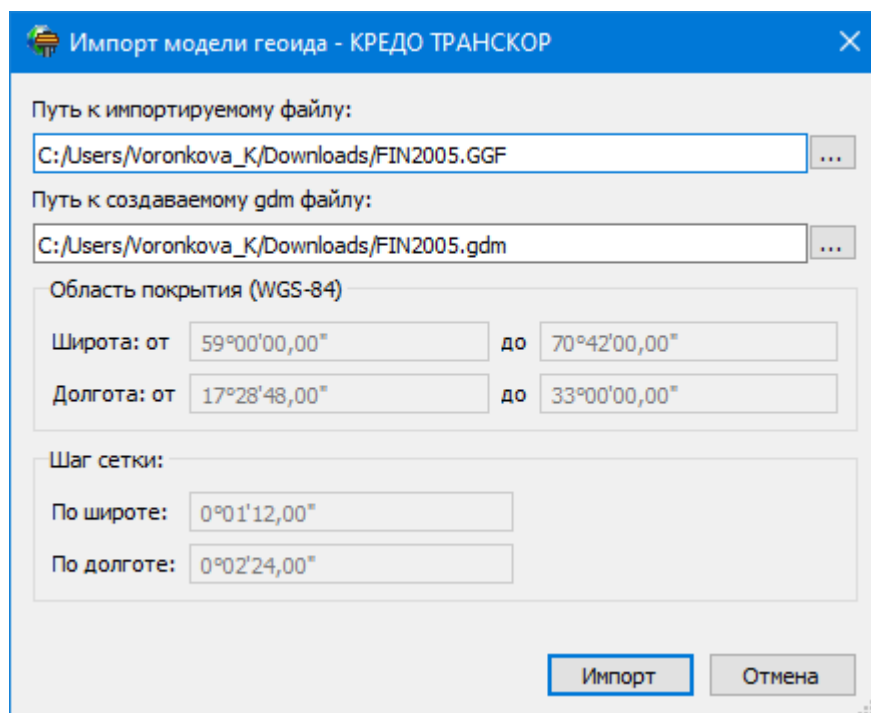 Импорт модели геоида - КРЕДО ТРАНСКОР
Путь к импортируемому файлу:
C:/Users/Voronkova_K/Downloads/FIN2005.GGF ...
Путь к создаваемому gdm файлу:
C:/Users/Voronkova_K/Downloads/FIN2005.gdm ...
Область покрытия (WGS-84)
Широта: от 59°00'00,00" до 70°42'00,00"
Долгота: от 17°28'48,00" до 33°00'00,00"
Шаг сетки:
По широте: 0°01'12,00"
По долготе: 0°02'24,00"
Импорт Отмена